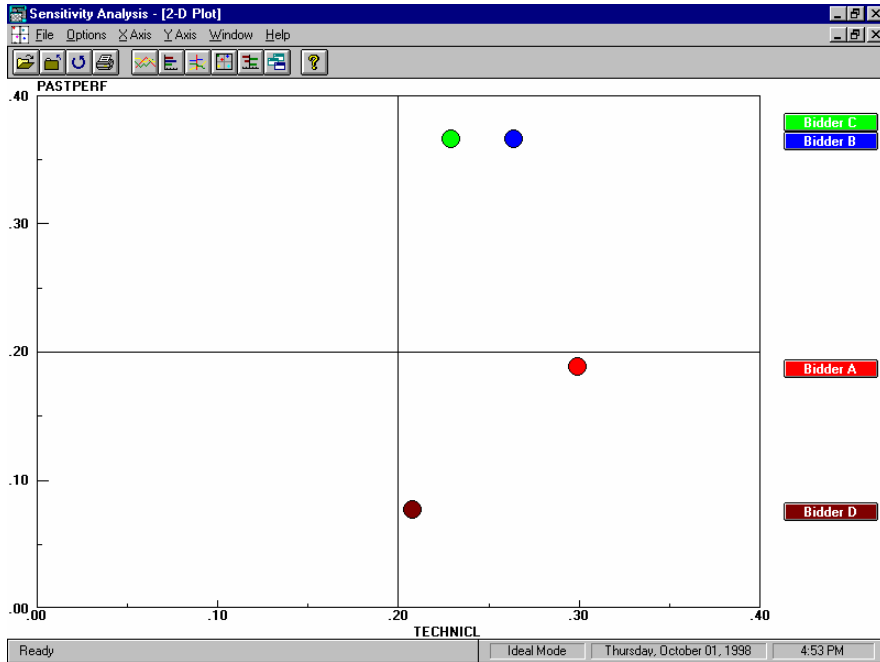 Sensitivity Analysis - [2-D Plot]
File Options X Axis Y Axis Window Help
?
PASTPERF
.40
.30
.20
.10
.00
.00 .10 .20 .30 .40
TECHNICL
Bidder C
Bidder B
Bidder A
Bidder D
Ready Ideal Mode Thursday, October 01, 1998 4:53 PM